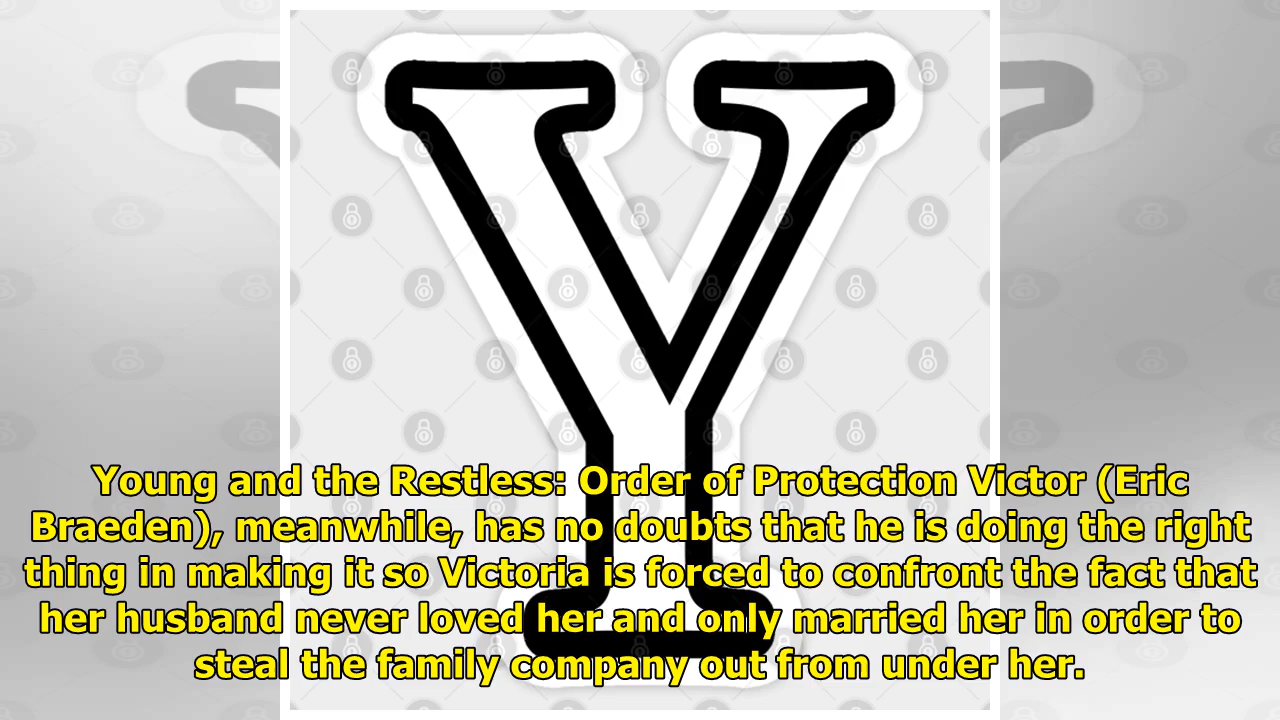 Y
Young and the Restless: Order of Protection Victor (Eric
Braeden), meanwhile, has no doubts that he is doing the right
thing in making it so Victoria is forced to confront the fact that
her husband never loved her and only married her in order to
steal the family company out from under her.